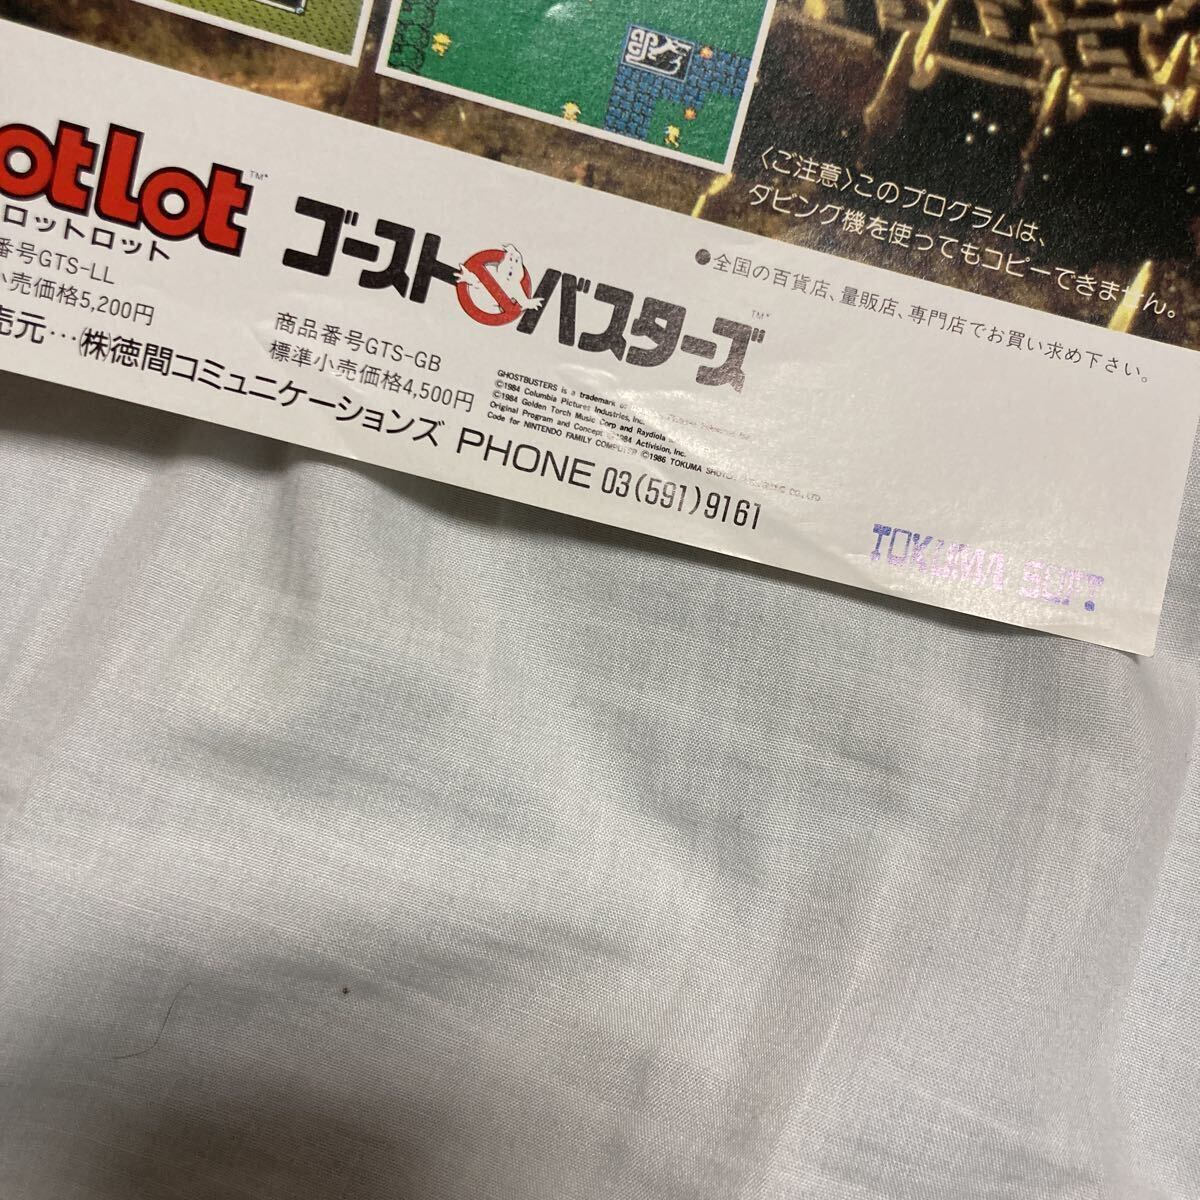 〈ご注意〉このプログラムは、
ダビング機を使ってもコピーできません。
●全国の百貨店、量販店、専門店でお買い求め下さい。
otLot™
ロットロット
番号GTS-LL
小売価格5,200円
売元…㈱徳間コミュニケーションズ PHONE 03(591)9161
ゴーストバスターズ™
商品番号GTS-GB
標準小売価格4,500円
GHOSTBUSTERS is a trademark of
©1984 Columbia Pictures Industries, Inc.
©1984 Golden Torch Music Corp and Raydiola
Original Program and Concept ©1984 Activision, Inc.
Code for NINTENDO FAMILY COMPUTER ©1986 TOKUMA SHOTEN CO., LTD.
TOKUMA SOFT